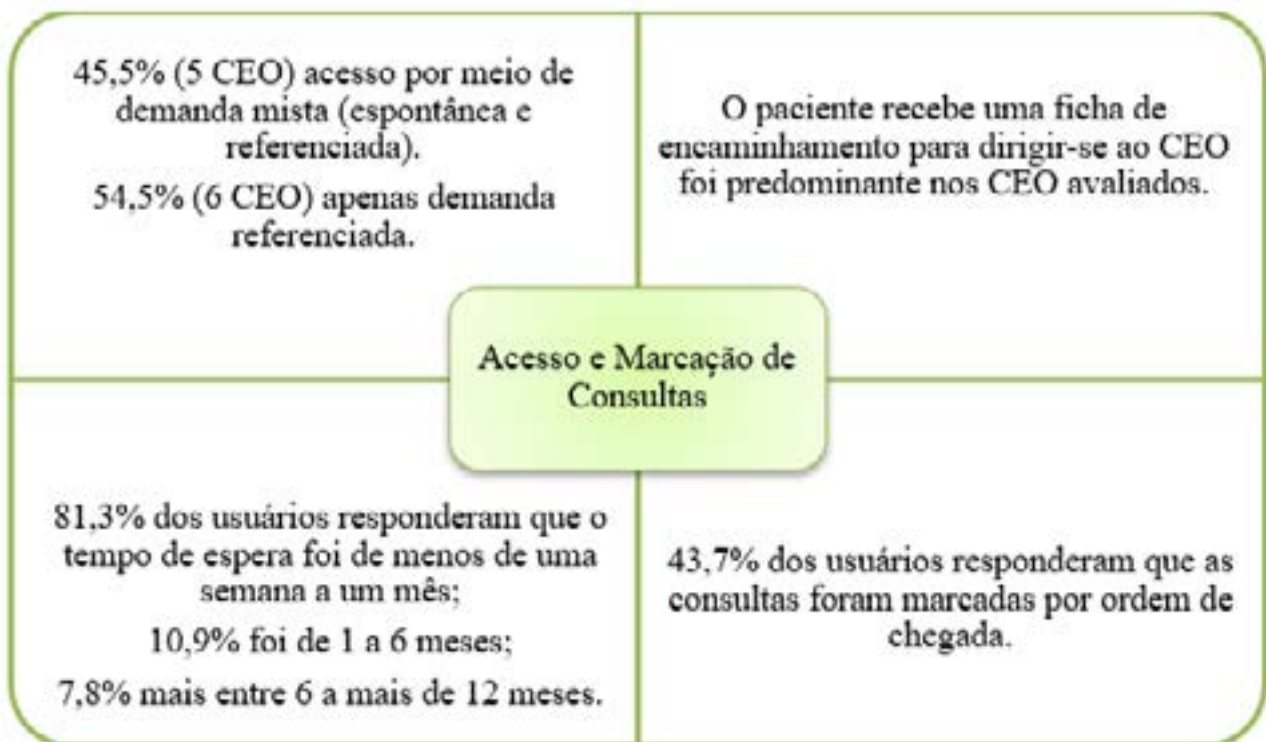 45,5% (5 CEO) acesso por meio de
demanda mista (espontânea e
referenciada).
54,5% (6 CEO) apenas demanda
referenciada.
O paciente recebe uma ficha de
encaminhamento para dirigir-se ao CEO
foi predominante nos CEO avaliados.
Acesso e Marcação de
Consultas
81,3% dos usuários responderam que o
tempo de espera foi de menos de uma
semana a um mês;
10,9% foi de 1 a 6 meses;
7,8% mais entre 6 a mais de 12 meses.
43,7% dos usuários responderam que as
consultas foram marcadas por ordem de
chegada.